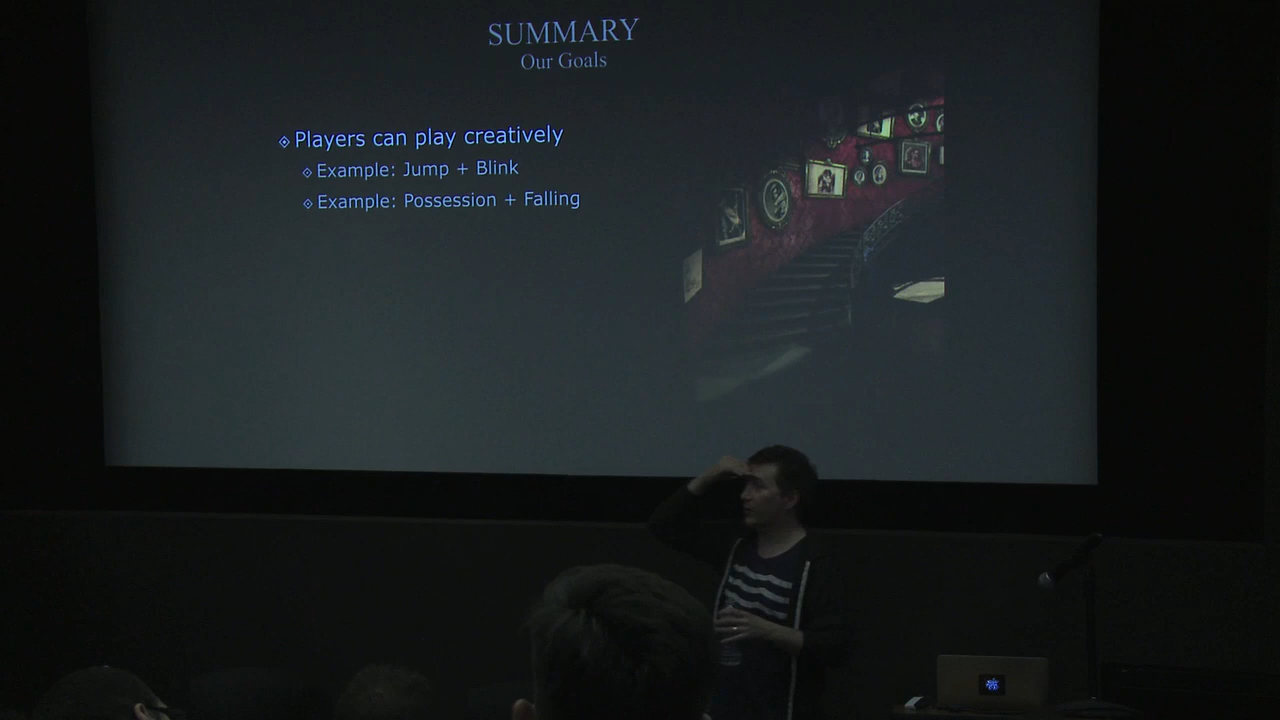 SUMMARY
Our Goals
Players can play creatively
Example: Jump + Blink
Example: Possession + Falling